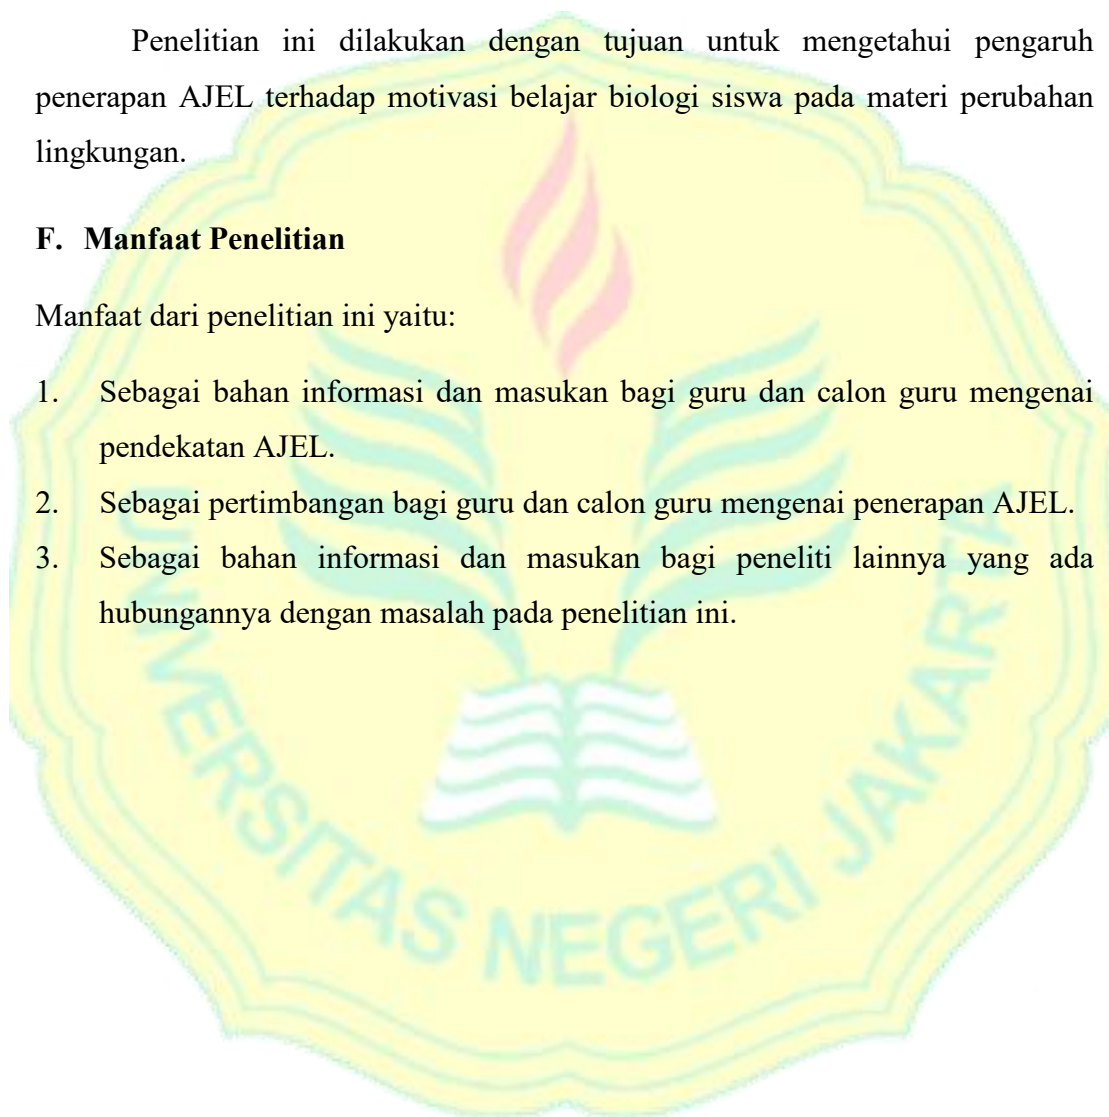 Penelitian ini dilakukan dengan tujuan untuk mengetahui pengaruh
penerapan AJEL terhadap motivasi belajar biologi siswa pada materi perubahan
lingkungan.
F. Manfaat Penelitian
Manfaat dari penelitian ini yaitu:
1. Sebagai bahan informasi dan masukan bagi guru dan calon guru mengenai
pendekatan AJEL.
2. Sebagai pertimbangan bagi guru dan calon guru mengenai penerapan AJEL.
3. Sebagai bahan informasi dan masukan bagi peneliti lainnya yang ada
hubungannya dengan masalah pada penelitian ini.
UNIVERSITAS NEGERI JAKARTA